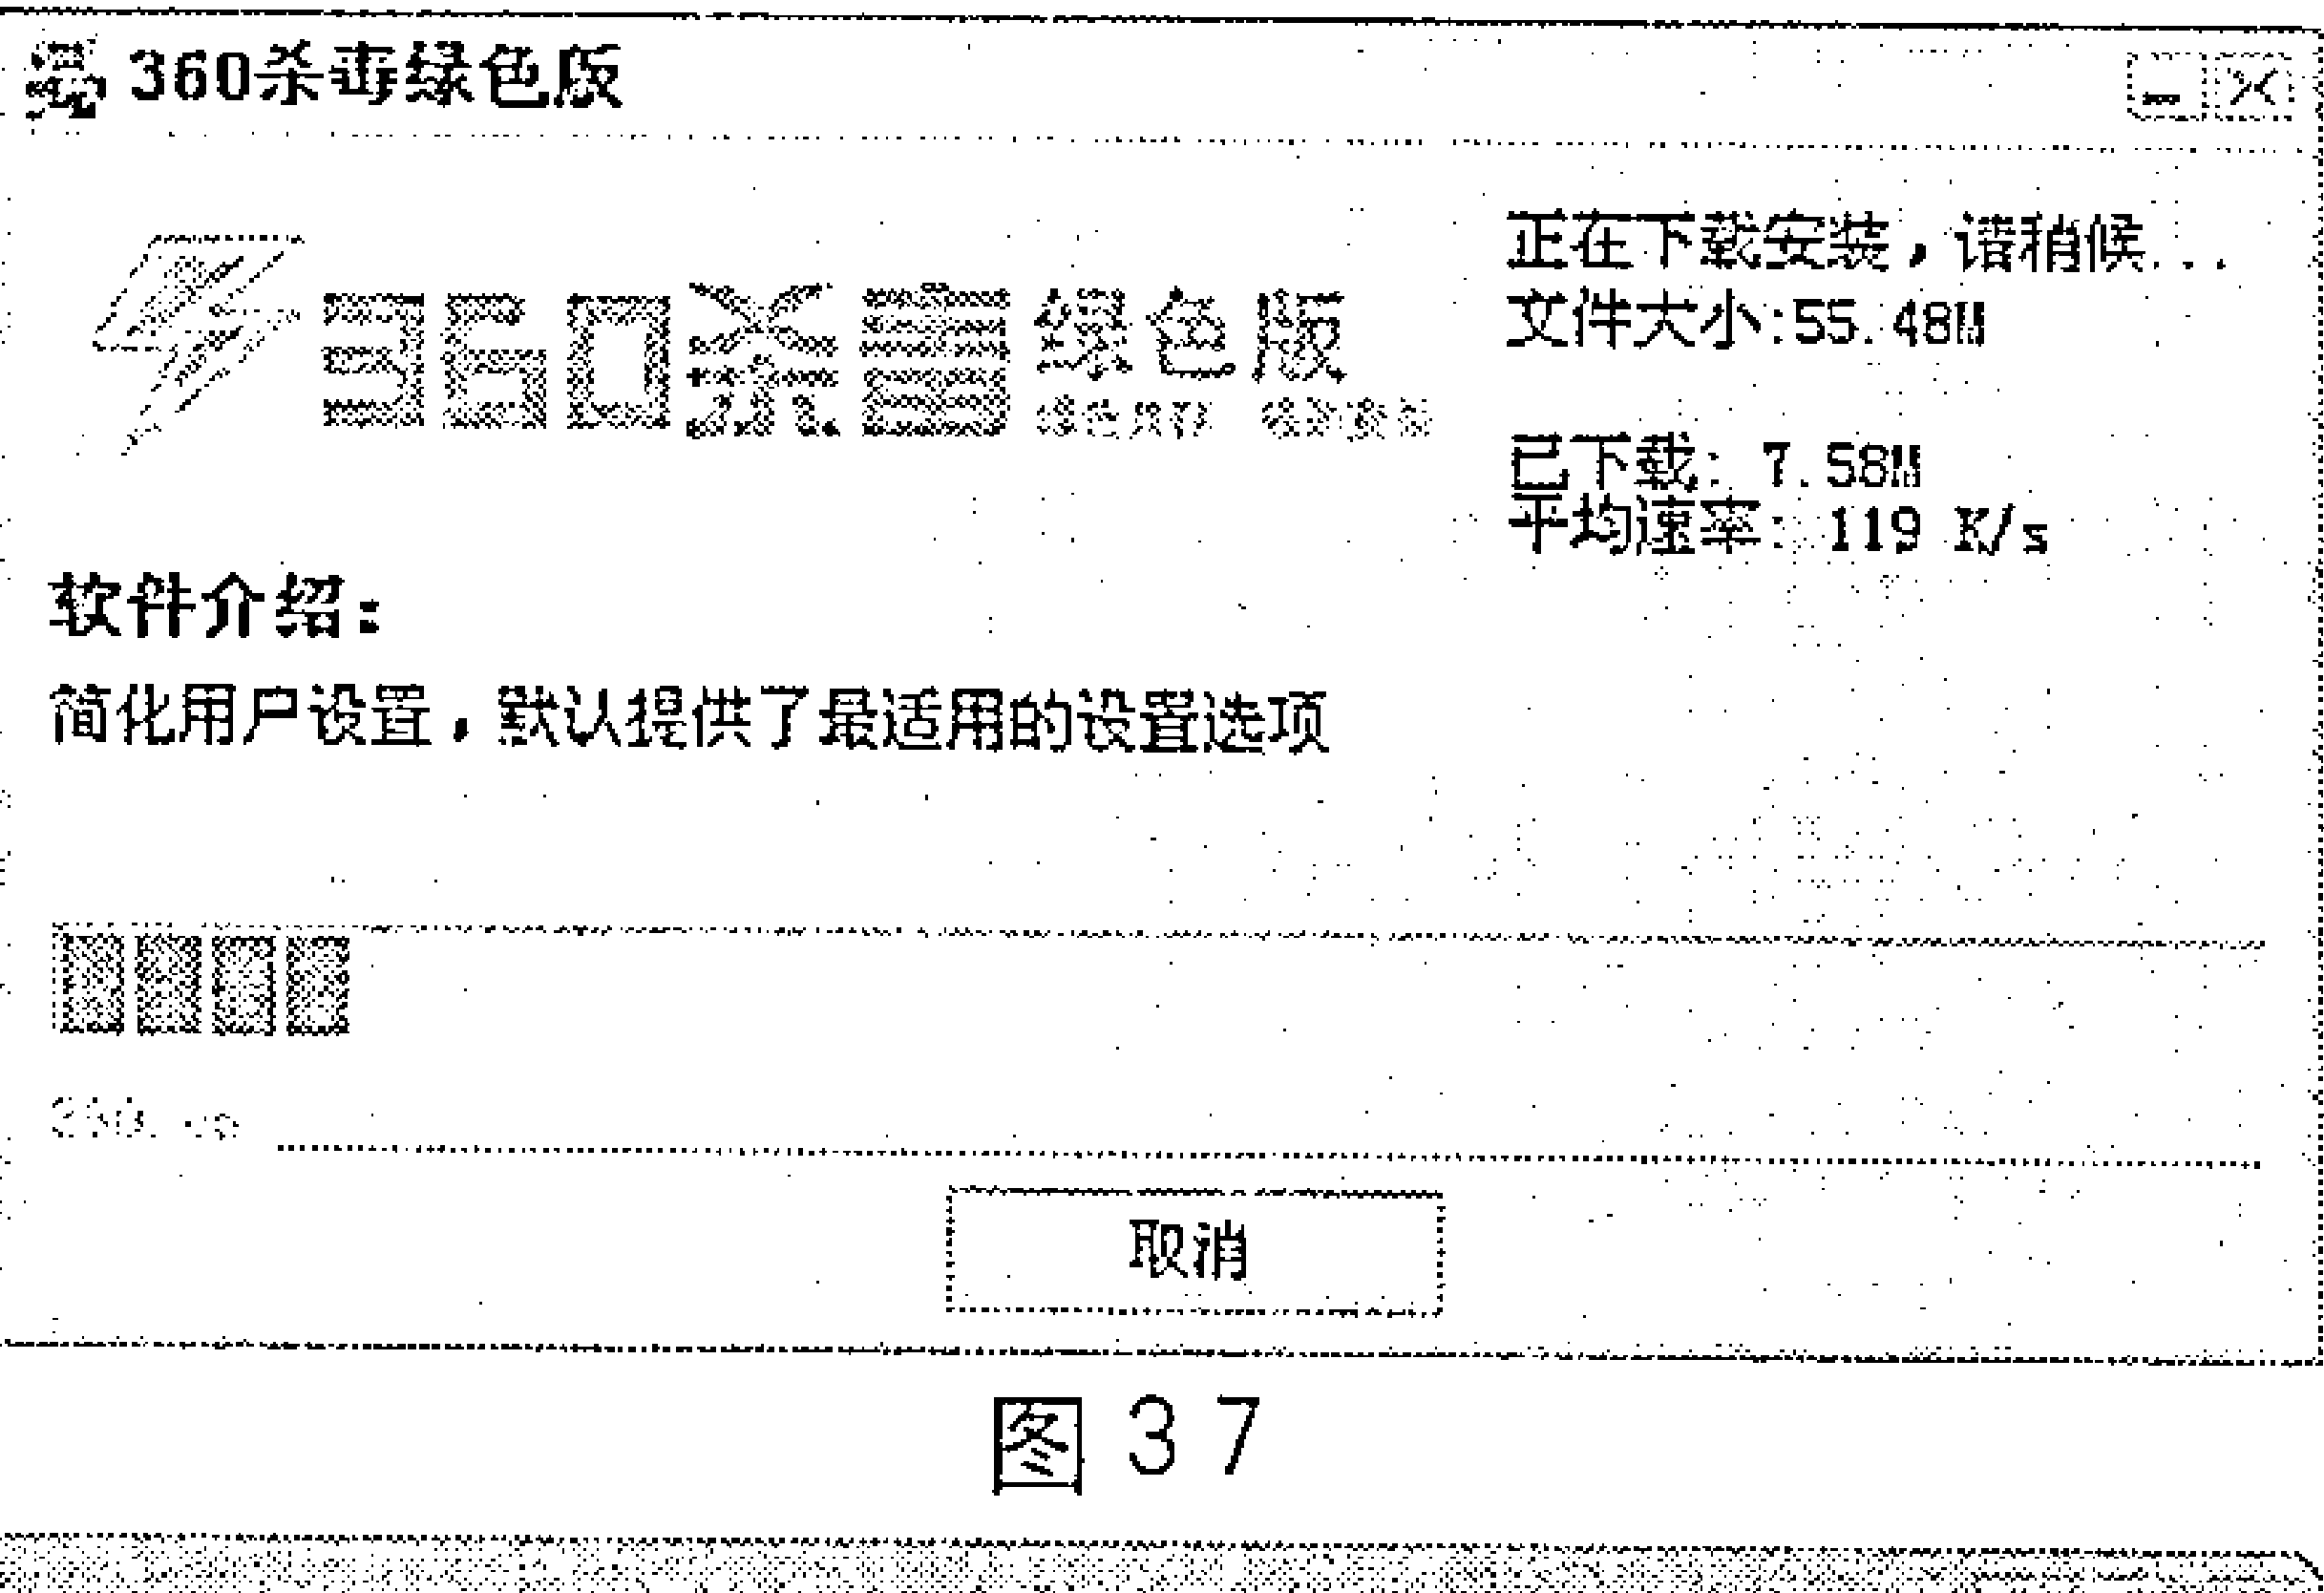 360杀毒绿色版
360杀毒 绿色版
正在下载安装，请稍候...
文件大小:55.48M
已下载: 7.58M
平均速率: 119 K/s
软件介绍:
简化用户设置，默认提供了最适用的设置选项
取消
图37